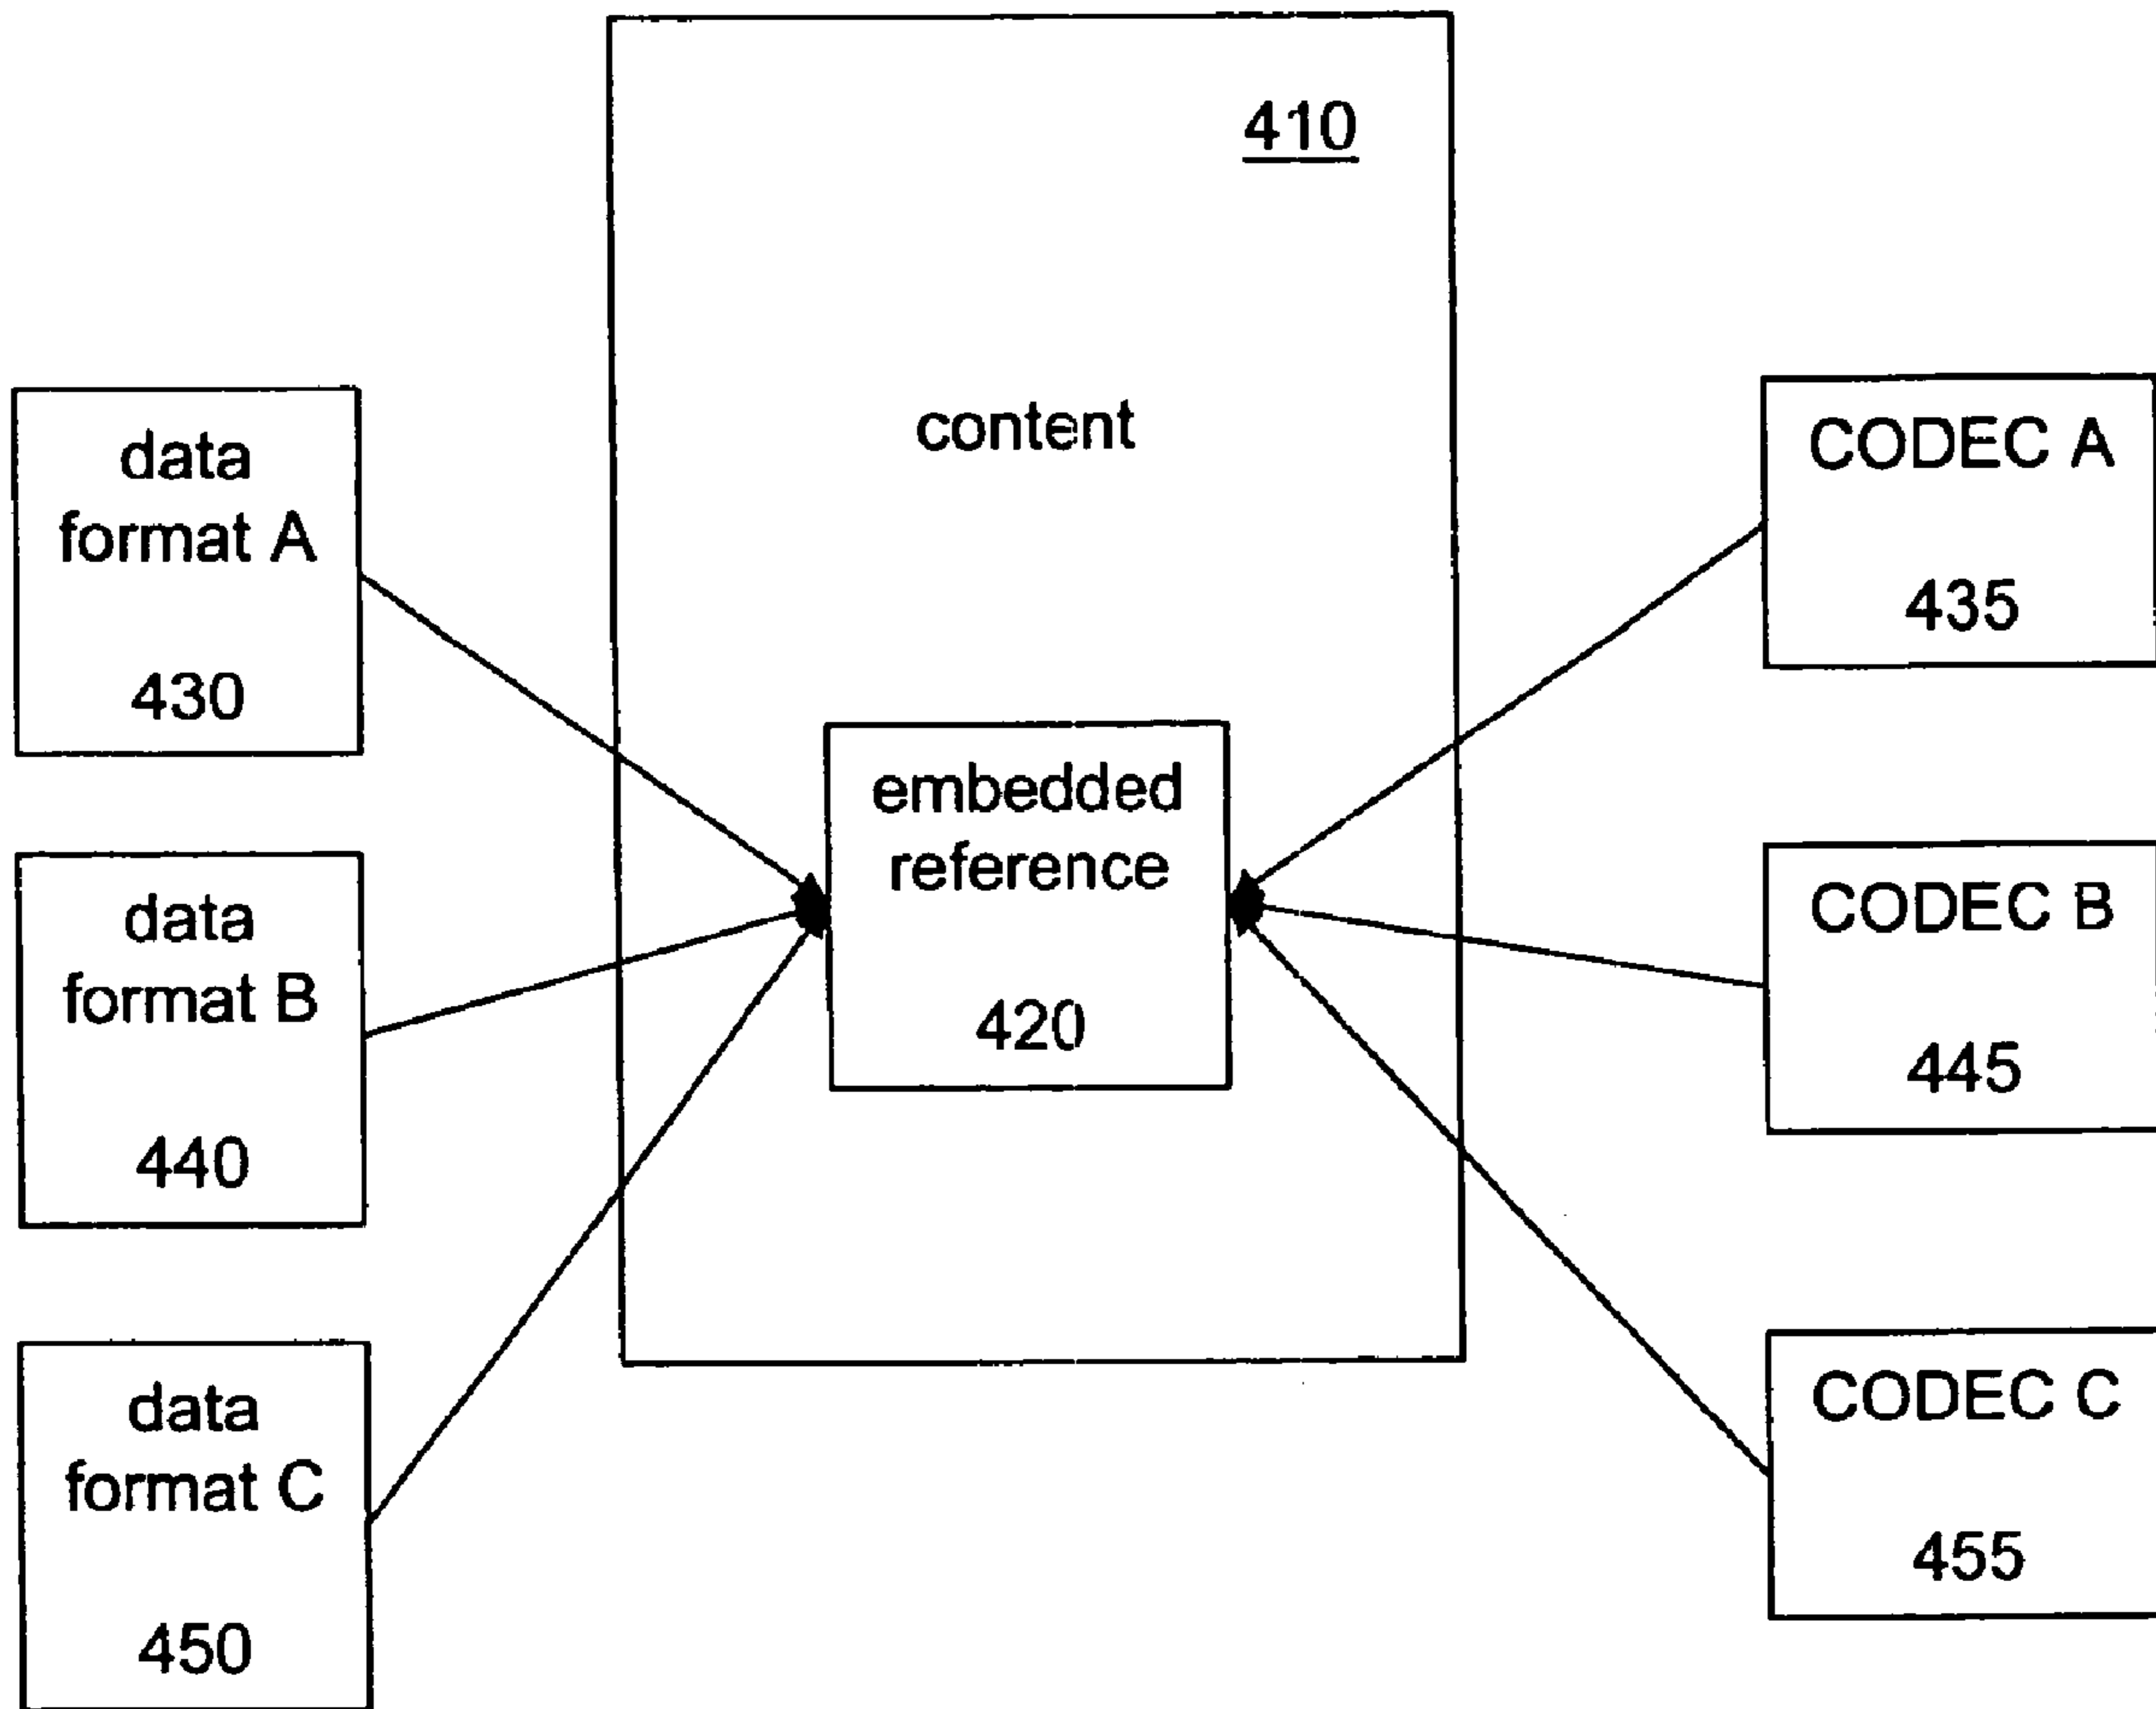 410
content
data
format A
430
CODEC A
435
embedded
reference
420
data
format B
440
CODEC B
445
data
format C
450
CODEC C
455